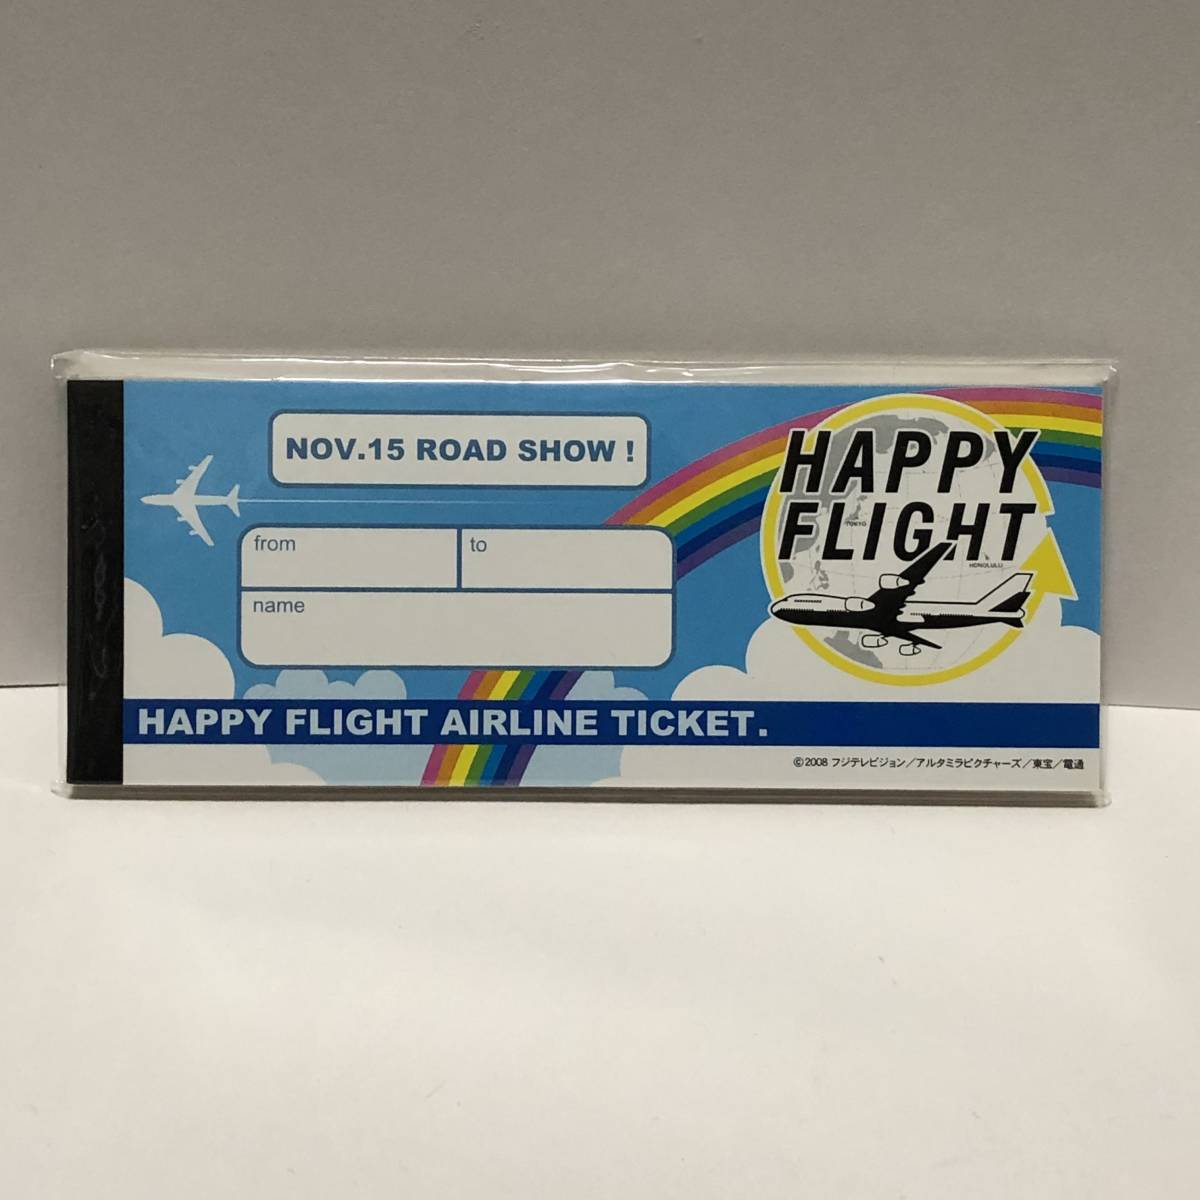 NOV.15 ROAD SHOW !
from
to
name
HAPPY
FLIGHT
TOKYO
HONOLULU
HAPPY FLIGHT AIRLINE TICKET.
©2008 フジテレビジョン／アルタミラピクチャーズ／東宝／電通